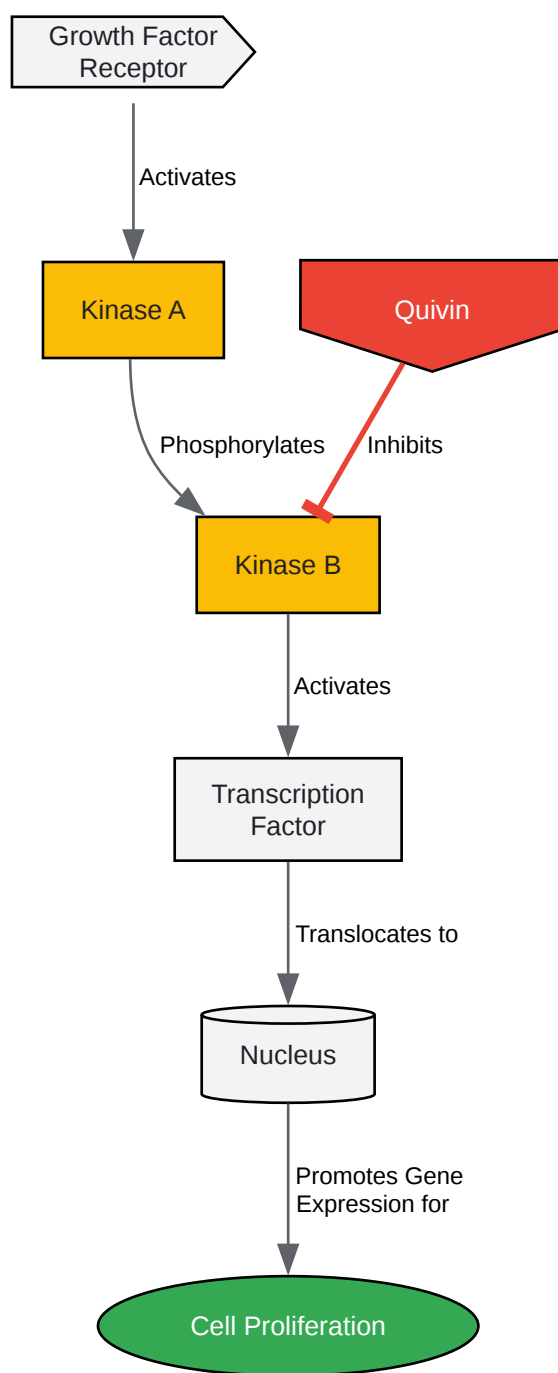 Growth Factor
Receptor
Activates
Kinase A
Quivin
Phosphorylates
Inhibits
Kinase B
Activates
Transcription
Factor
Translocates to
Nucleus
Promotes Gene
Expression for
Cell Proliferation